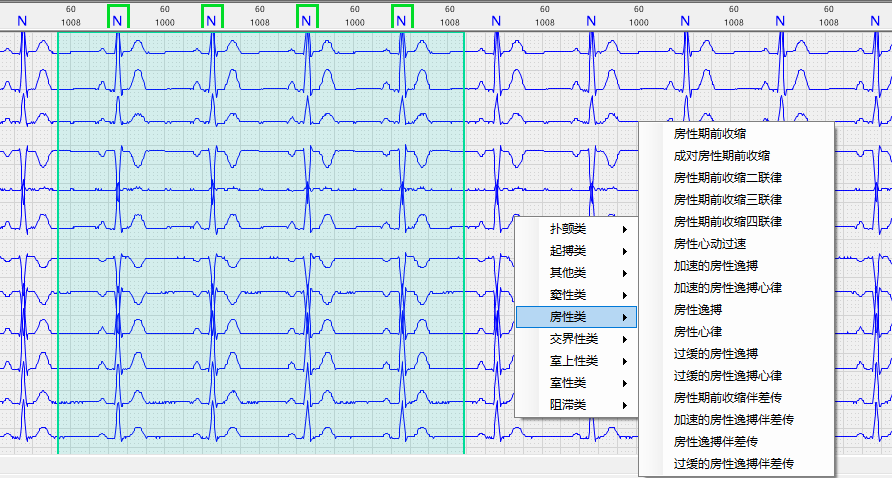 60 60 60 60 60 60 60 60 60
N 1008 N 1000 N 1008 N 1000 N 1008 N 1000 N 1008 N 1008 N 1008 N
扑颤类
起搏类
其他类
窦性类
房性类
交界性类
室上性类
室性类
阻滞类
房性期前收缩
成对房性期前收缩
房性期前收缩二联律
房性期前收缩三联律
房性期前收缩四联律
房性心动过速
加速的房性逸搏
加速的房性逸搏心律
房性逸搏
房性心律
过缓的房性逸搏
过缓的房性逸搏心律
房性期前收缩伴差传
加速的房性逸搏伴差传
房性逸搏伴差传
过缓的房性逸搏伴差传